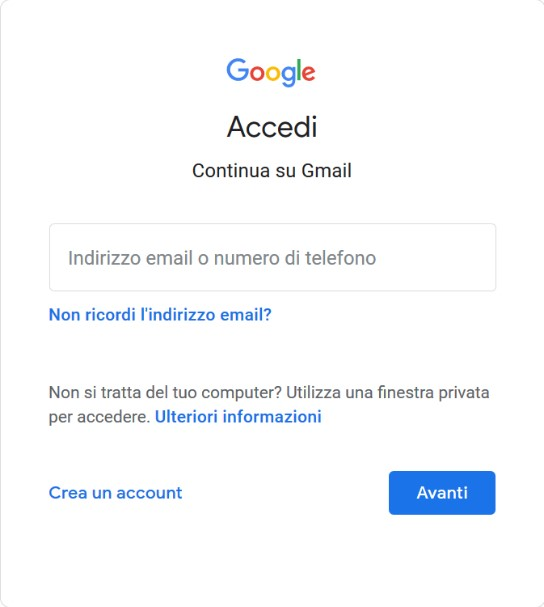 Google
Accedi
Continua su Gmail
Indirizzo email o numero di telefono
Non ricordi l'indirizzo email?
Non si tratta del tuo computer? Utilizza una finestra privata
per accedere. Ulteriori informazioni
Crea un account
Avanti